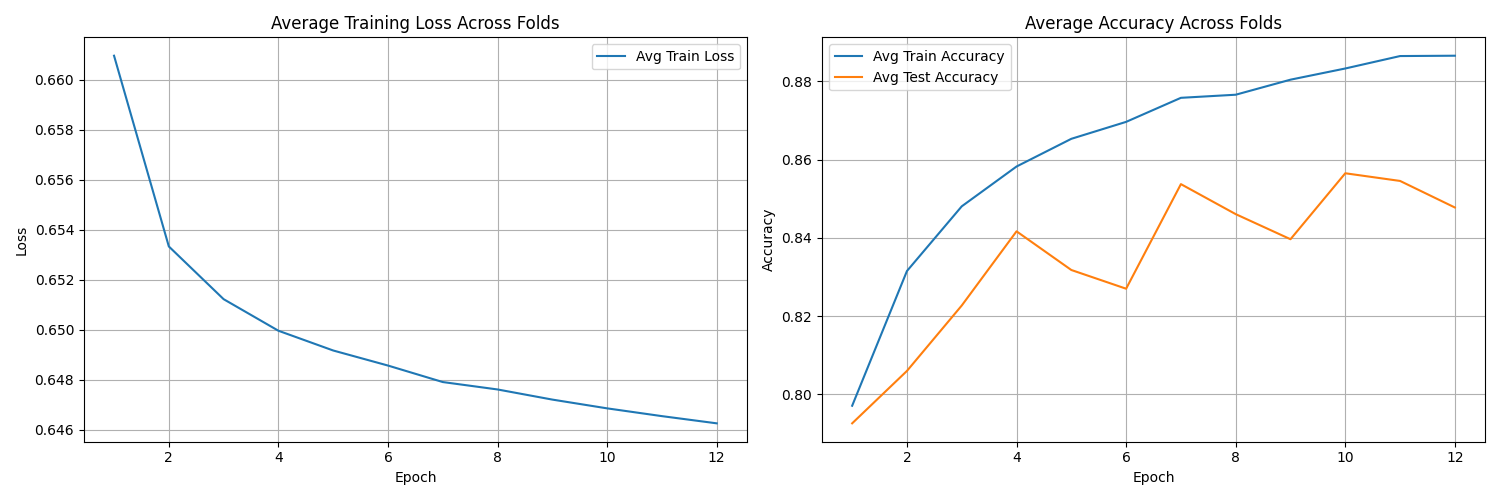 Average Training Loss Across Folds
Avg Train Loss
0.660
0.658
0.656
0.654
0.652
0.650
0.648
0.646
Loss
2 4 6 8 10 12
Epoch
Average Accuracy Across Folds
Avg Train Accuracy
Avg Test Accuracy
0.88
0.86
0.84
0.82
0.80
Accuracy
2 4 6 8 10 12
Epoch